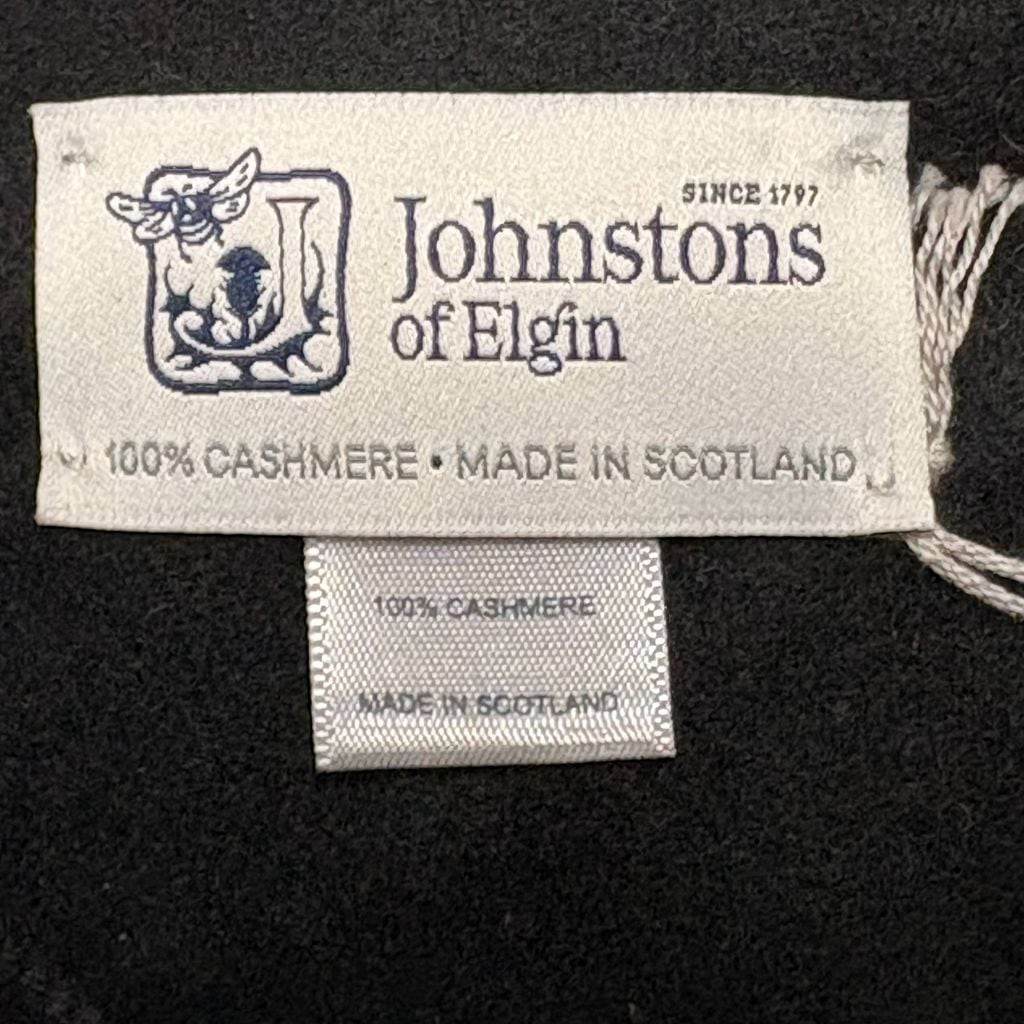 SINCE 1797
Johnstons
of Elgin
100% CASHMERE • MADE IN SCOTLAND
100% CASHMERE
MADE IN SCOTLAND